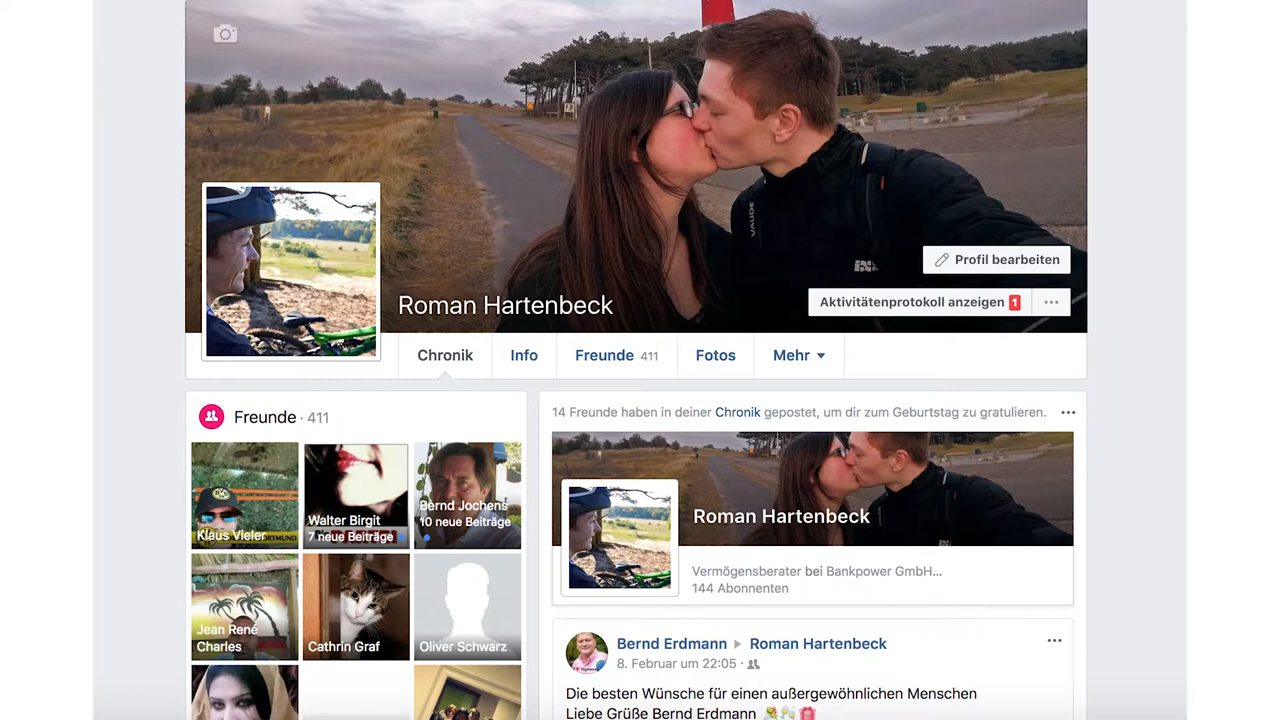 VAUDE
Profil bearbeiten
Roman Hartenbeck
Aktivitätenprotokoll anzeigen 1
Chronik
Info
Freunde 411
Fotos
Mehr
Freunde · 411
Klaus Vieler
Walter Birgit
7 neue Beiträge
Bernd Jochens
10 neue Beiträge
Jean René
Charles
Cathrin Graf
Oliver Schwarz
14 Freunde haben in deiner Chronik gepostet, um dir zum Geburtstag zu gratulieren.
Roman Hartenbeck
Vermögensberater bei Bankpower GmbH...
144 Abonnenten
Bernd Erdmann ▸ Roman Hartenbeck
8. Februar um 22:05 ·
Die besten Wünsche für einen außergewöhnlichen Menschen
Liebe Grüße Bernd Erdmann 💐🥂🎁